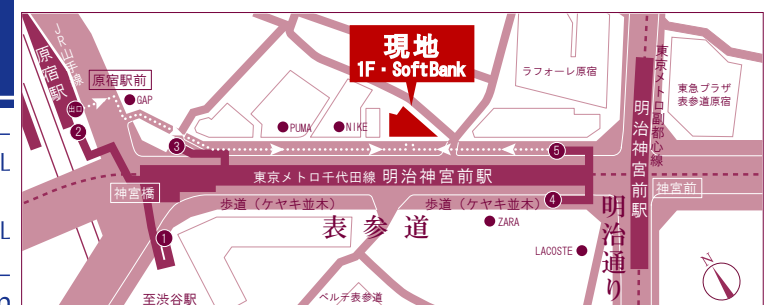 L
L
n
JR山手線
原宿駅
出口
原宿駅前
GAP
2
3
PUMA
NIKE
現地
1F・SoftBank
ラフォーレ原宿
東急プラザ
表参道原宿
東京メトロ副都心線
明治神宮前駅
5
東京メトロ千代田線 明治神宮前駅
神宮橋
神宮前
4
歩道(ケヤキ並木)
歩道(ケヤキ並木)
表参道
ZARA
明治通り
1
LACOSTE
至渋谷駅
ベルテ表参道
N